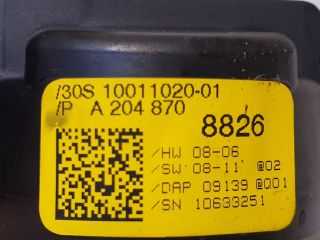 /30S 10011020-01
/P A 204 870
8826
/HW 08-06
/SW 08-11 @02
/DAP 09139 @Q01
/SN 10633251